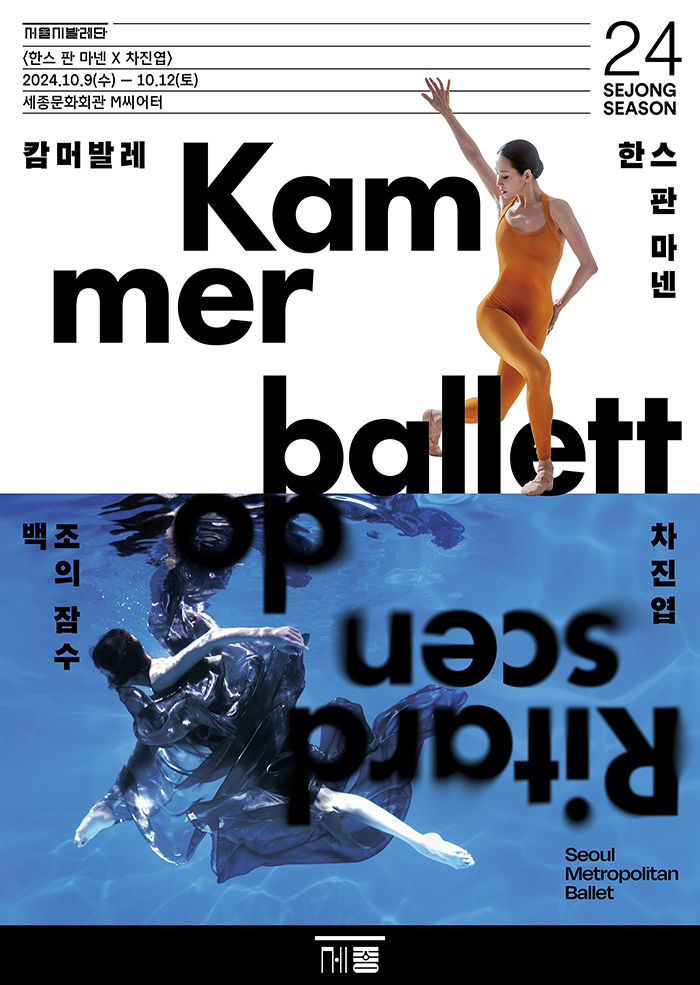 서울시발레단
〈한스 판 마넨 X 차진엽〉
2024.10.9(수) — 10.12(토)
세종문화회관 M씨어터
24
SEJONG
SEASON
캄머발레
한스 판 마넨
Kam
mer
ballett
백조의 잠수
차진엽
do
scen
Ritard
Seoul
Metropolitan
Ballet
세종